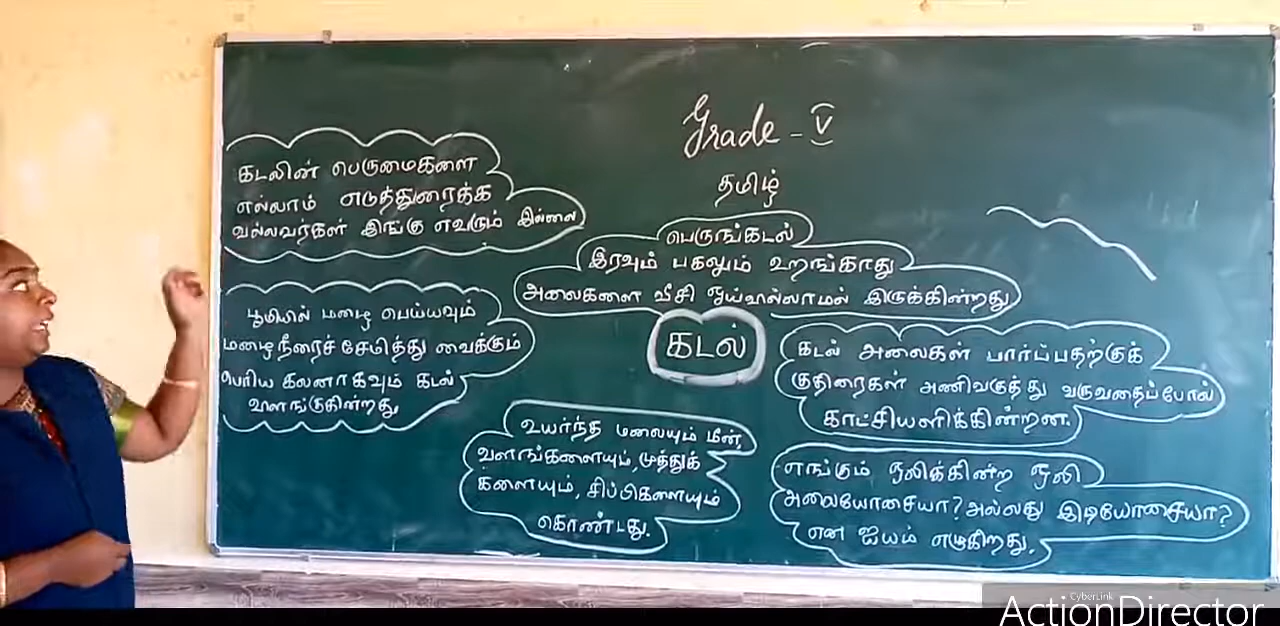 Grade - V
தமிழ்
கடலின் பெருமைகளை
எல்லாம் எடுத்துரைக்க
வல்லவர்கள் இங்கு எவரும் இல்லை
பெருங்கடல்
இரவும் பகலும் உறங்காது
அலைகளை வீசி ஓய்வில்லாமல் இருக்கின்றது
பூமியில் மழை பெய்யவும்
மழை நீரைச் சேமித்து வைக்கும்
பெரிய கலனாகவும் கடல்
விளங்குகின்றது
கடல்
கடல் அலைகள் பார்ப்பதற்குக்
குதிரைகள் அணிவகுத்து வருவதைப்போல்
காட்சியளிக்கின்றன.
உயர்ந்த மலையும் மீன்,
வளங்களையும், முத்துக்
களையும், சிப்பிகளையும்
கொண்டது.
எங்கும் ஒலிக்கின்ற ஒலி
அலையோசையா? அல்லது இடியோசையா?
என ஐயம் எழுகிறது.
CyberLink
ActionDirector